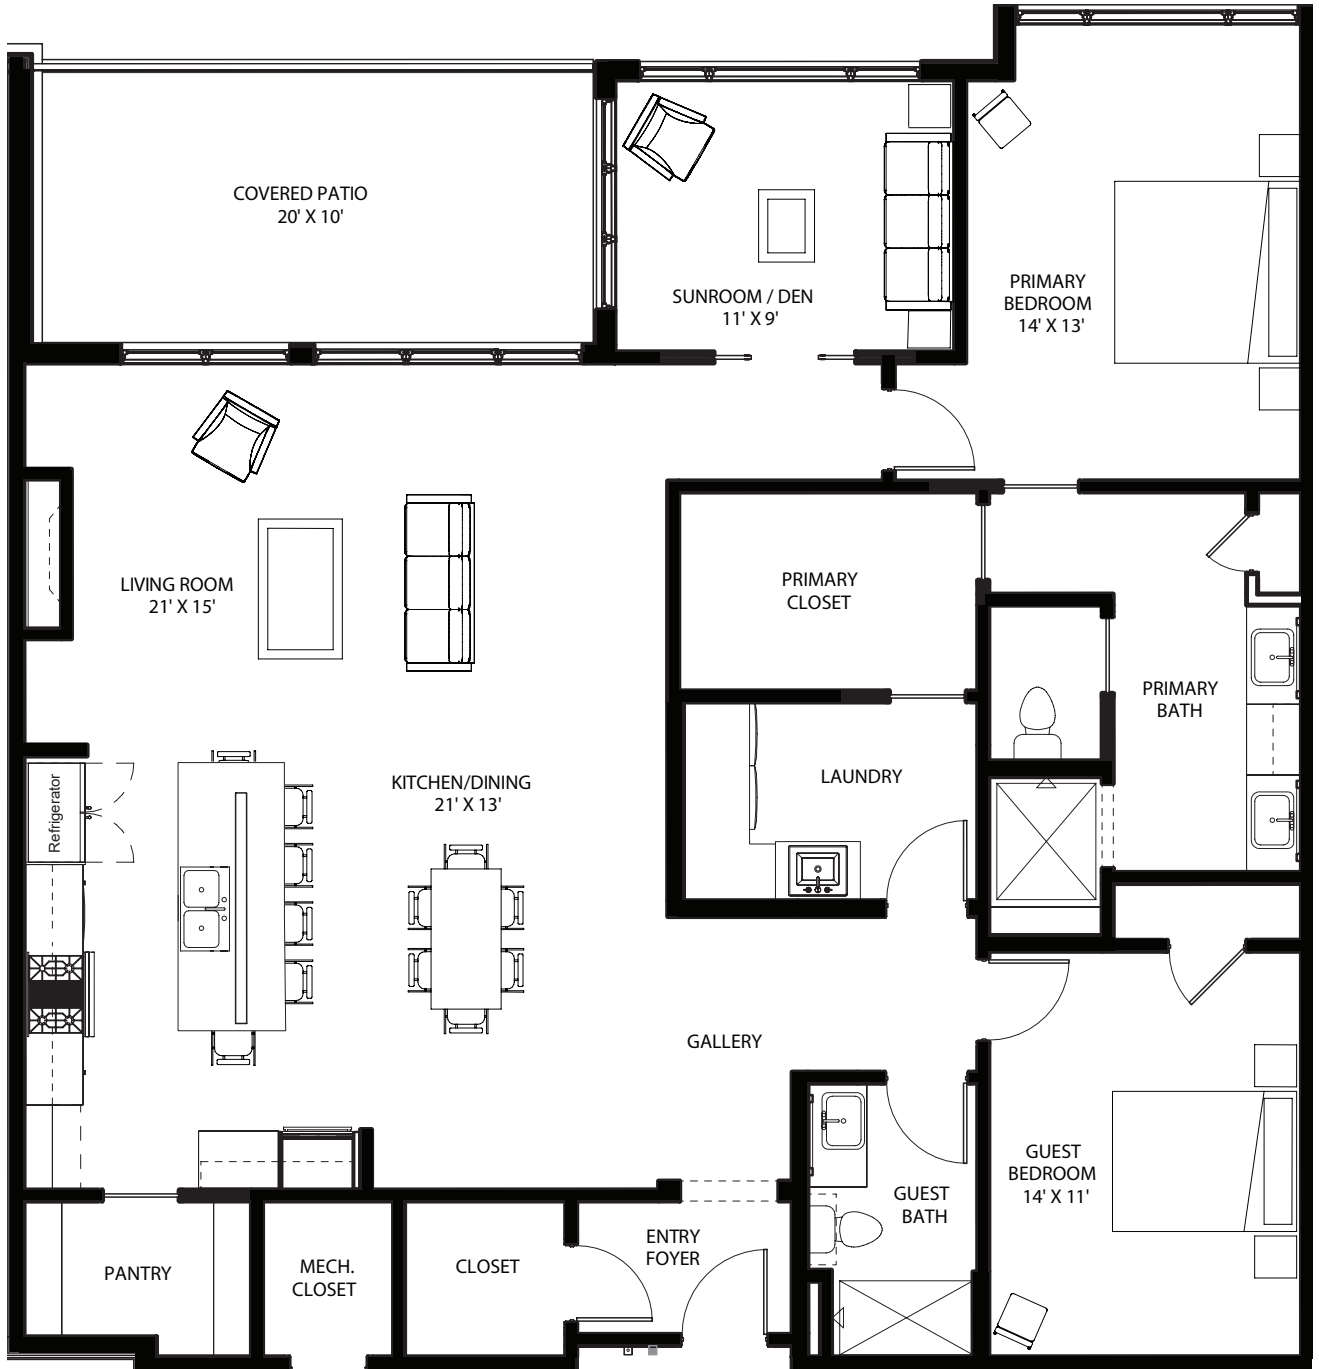 COVERED PATIO
20' X 10'
SUNROOM / DEN
11' X 9'
PRIMARY
BEDROOM
14' X 13'
LIVING ROOM
21' X 15'
PRIMARY
CLOSET
PRIMARY
BATH
KITCHEN/DINING
21' X 13'
LAUNDRY
Refrigerator
GALLERY
GUEST
BEDROOM
14' X 11'
GUEST
BATH
ENTRY
FOYER
PANTRY
MECH.
CLOSET
CLOSET